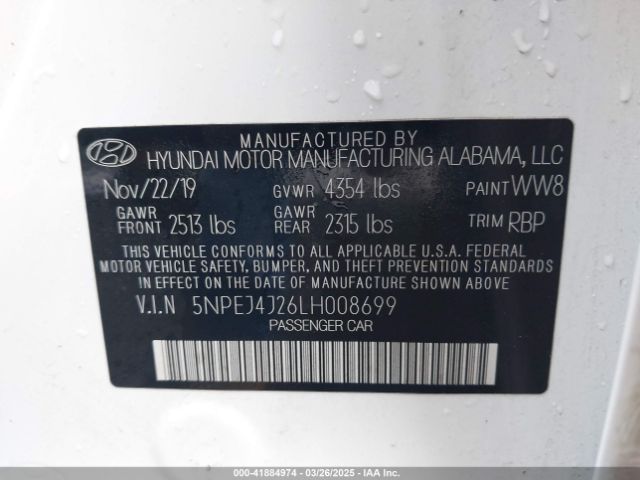 MANUFACTURED BY
HYUNDAI MOTOR MANUFACTURING ALABAMA, LLC
Nov/22/19 GVWR 4354 lbs PAINT WW8
GAWR FRONT 2513 lbs GAWR REAR 2315 lbs TRIM RBP
THIS VEHICLE CONFORMS TO ALL APPLICABLE U.S.A. FEDERAL
MOTOR VEHICLE SAFETY, BUMPER, AND THEFT PREVENTION STANDARDS
IN EFFECT ON THE DATE OF MANUFACTURE SHOWN ABOVE.
V.I.N 5NPEJ4J26LH008699
PASSENGER CAR
000-41884974 | 03/26/2025 - IAA Inc.